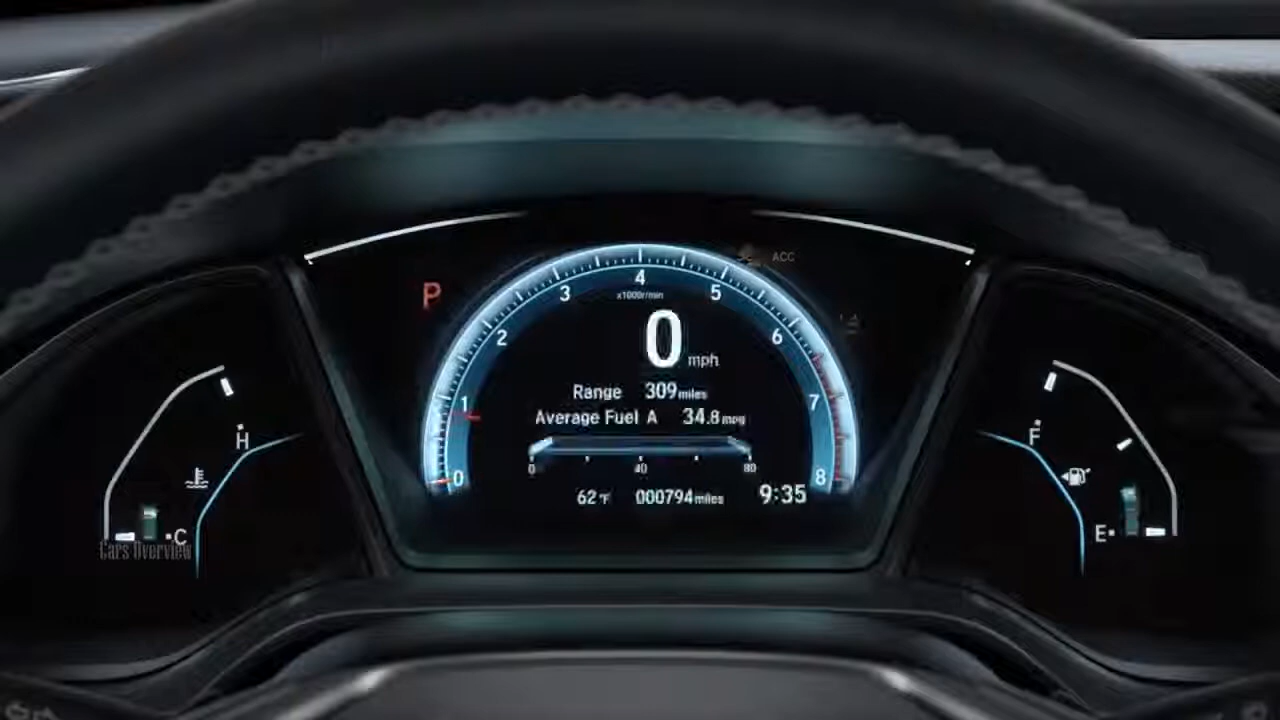 ACC
P
3 4 5
x1000r/min
2 6
0 mph
Range 309 miles
1 7
Average Fuel A 34.8 mpg
0 8
0 40 80
62°F 000794 miles 9:35
H
C
F
E
Cars Overview